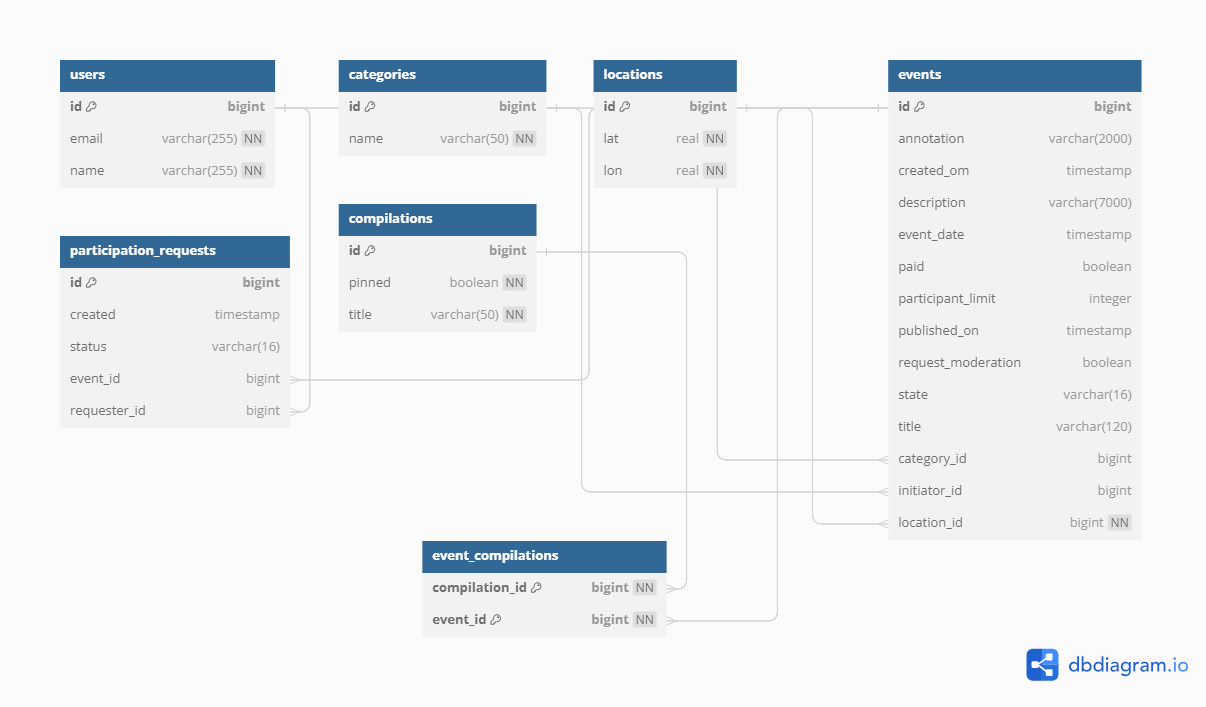 users
id bigint
email varchar(255) NN
name varchar(255) NN
categories
id bigint
name varchar(50) NN
locations
id bigint
lat real NN
lon real NN
events
id bigint
annotation varchar(2000)
created_om timestamp
description varchar(7000)
event_date timestamp
paid boolean
participant_limit integer
published_on timestamp
request_moderation boolean
state varchar(16)
title varchar(120)
category_id bigint
initiator_id bigint
location_id bigint NN
compilations
id bigint
pinned boolean NN
title varchar(50) NN
participation_requests
id bigint
created timestamp
status varchar(16)
event_id bigint
requester_id bigint
event_compilations
compilation_id bigint NN
event_id bigint NN
dbdiagram.io